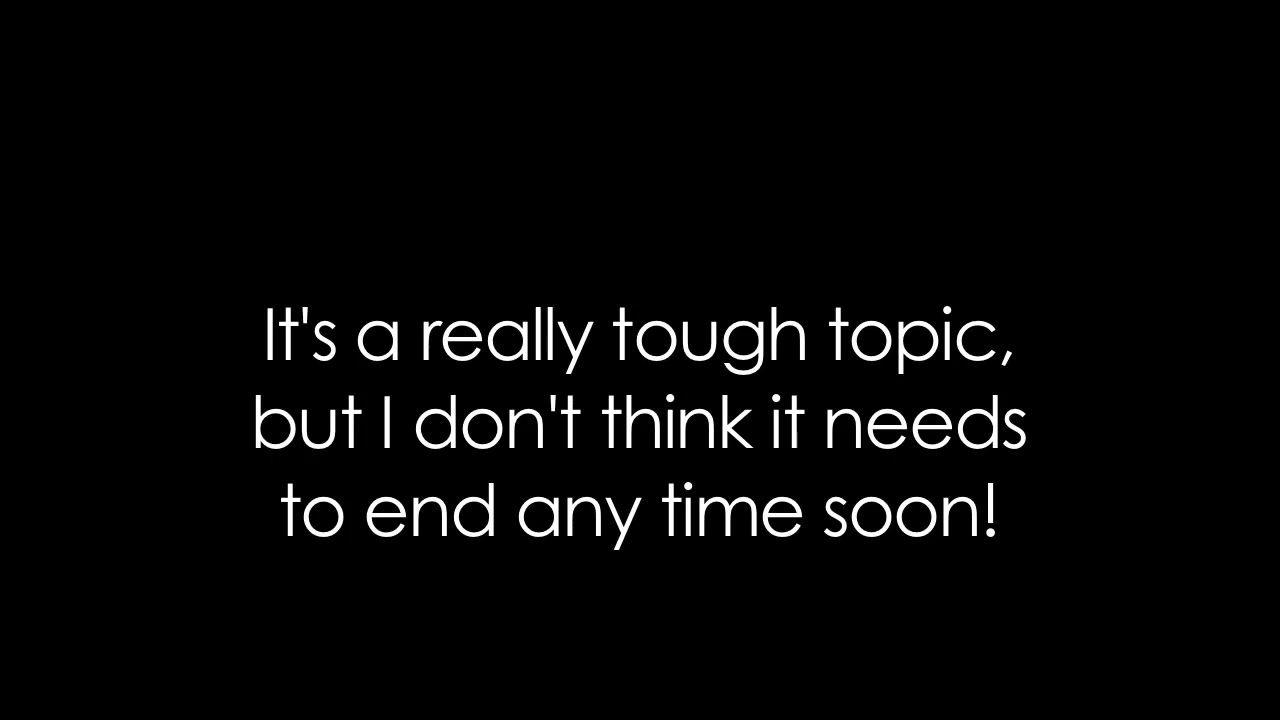 It's a really tough topic,
but I don't think it needs
to end any time soon!